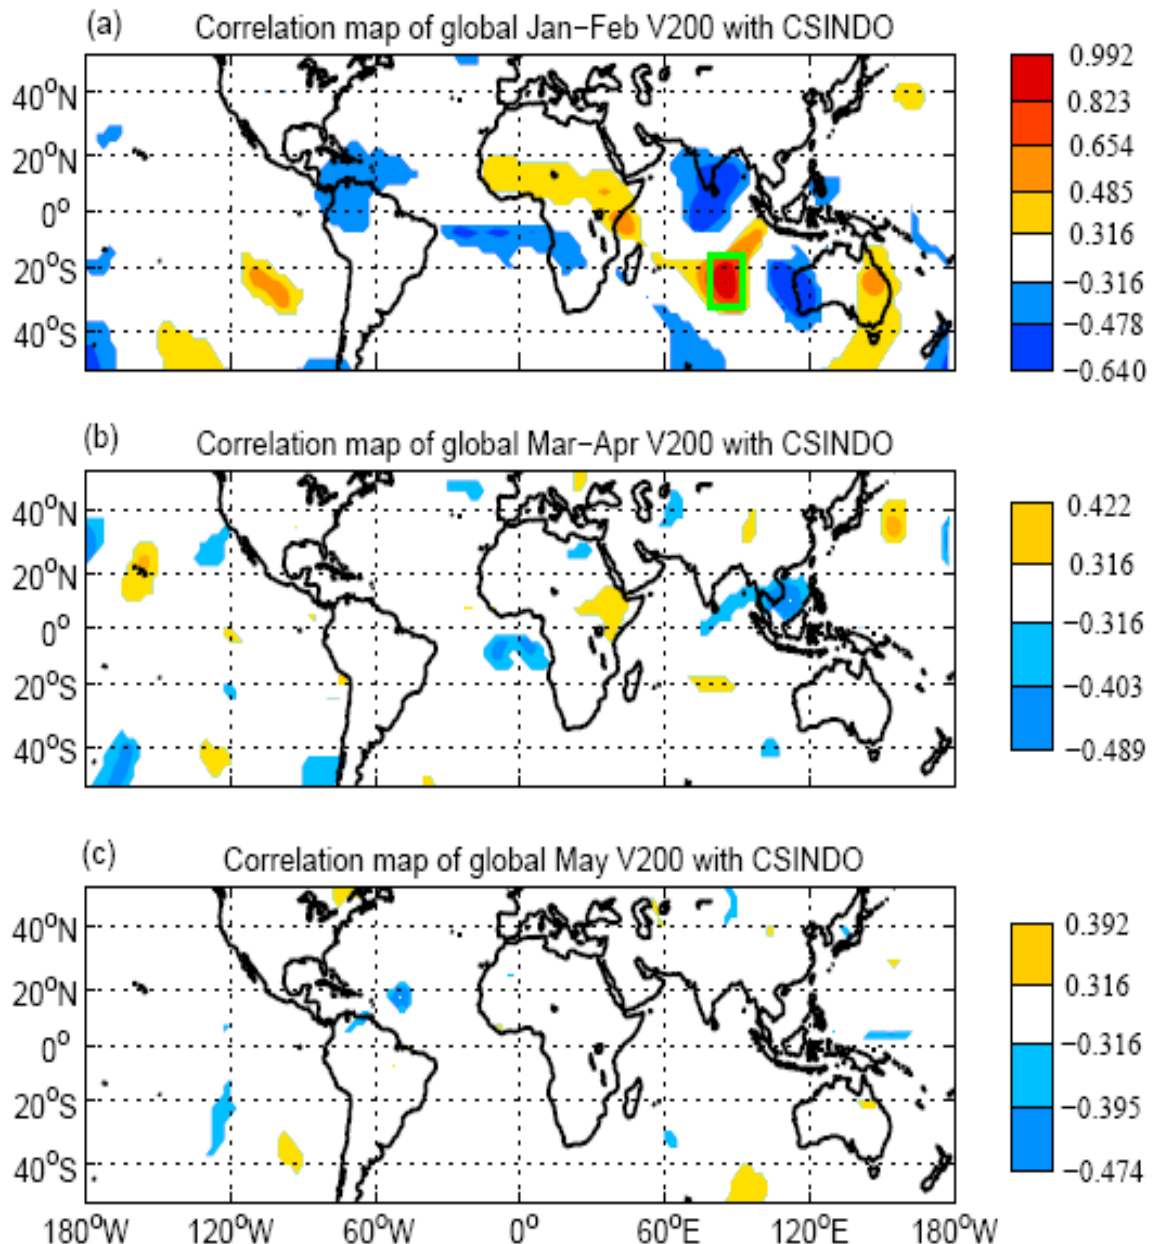 (a) Correlation map of global Jan–Feb V200 with CSINDO
40°N
20°N
0°
20°S
40°S
0.992
0.823
0.654
0.485
0.316
−0.316
−0.478
−0.640
(b) Correlation map of global Mar–Apr V200 with CSINDO
40°N
20°N
0°
20°S
40°S
0.422
0.316
−0.316
−0.403
−0.489
(c) Correlation map of global May V200 with CSINDO
40°N
20°N
0°
20°S
40°S
0.392
0.316
−0.316
−0.395
−0.474
180°W 120°W 60°W 0° 60°E 120°E 180°W